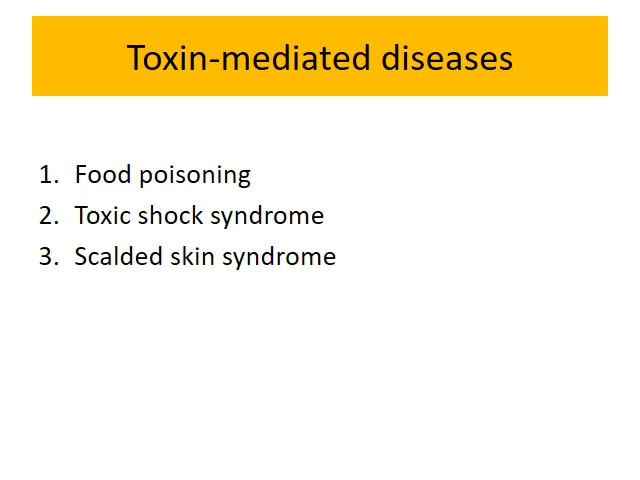 Toxin-mediated diseases
1. Food poisoning
2. Toxic shock syndrome
3. Scalded skin syndrome